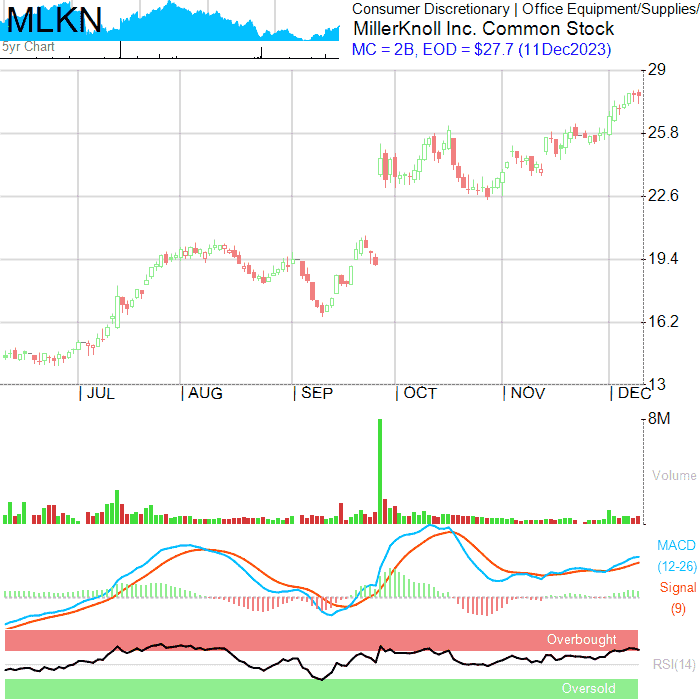 MLKN
5yr Chart
Consumer Discretionary | Office Equipment/Supplies/
MillerKnoll Inc. Common Stock
MC = 2B, EOD = $27.7 (11Dec2023)
29
25.8
22.6
19.4
16.2
13
| JUL | AUG | SEP | OCT | NOV | DEC
8M
Volume
MACD
(12-26)
Signal
(9)
Overbought
RSI(14)
Oversold